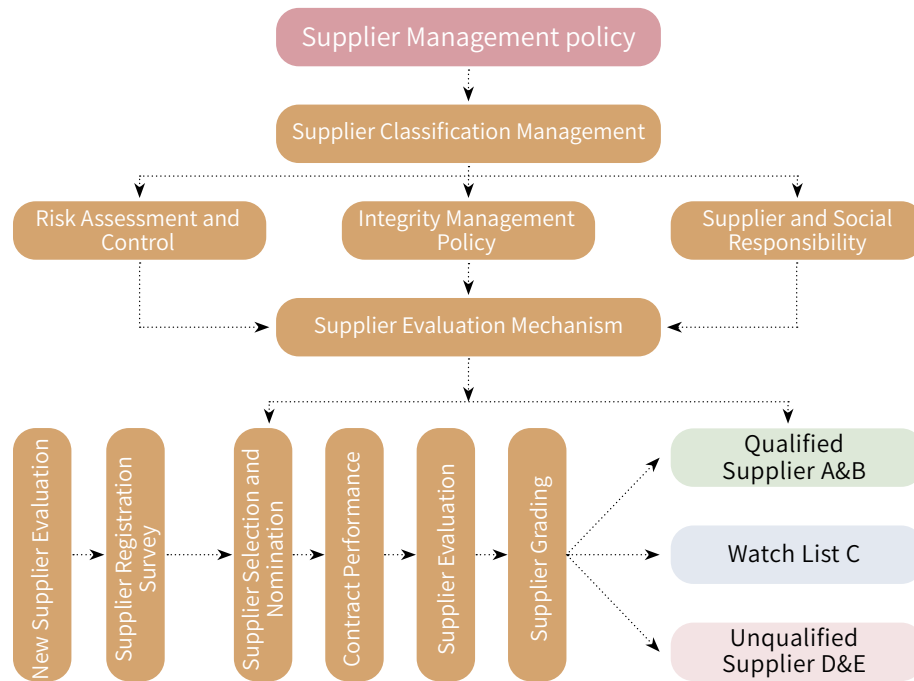 Supplier Management policy
Supplier Classification Management
Risk Assessment and
Control
Integrity Management
Policy
Supplier and Social
Responsibility
Supplier Evaluation Mechanism
New Supplier Evaluation
Supplier Registration
Survey
Supplier Selection and
Nomination
Contract Performance
Supplier Evaluation
Supplier Grading
Qualified
Supplier A&B
Watch List C
Unqualified
Supplier D&E